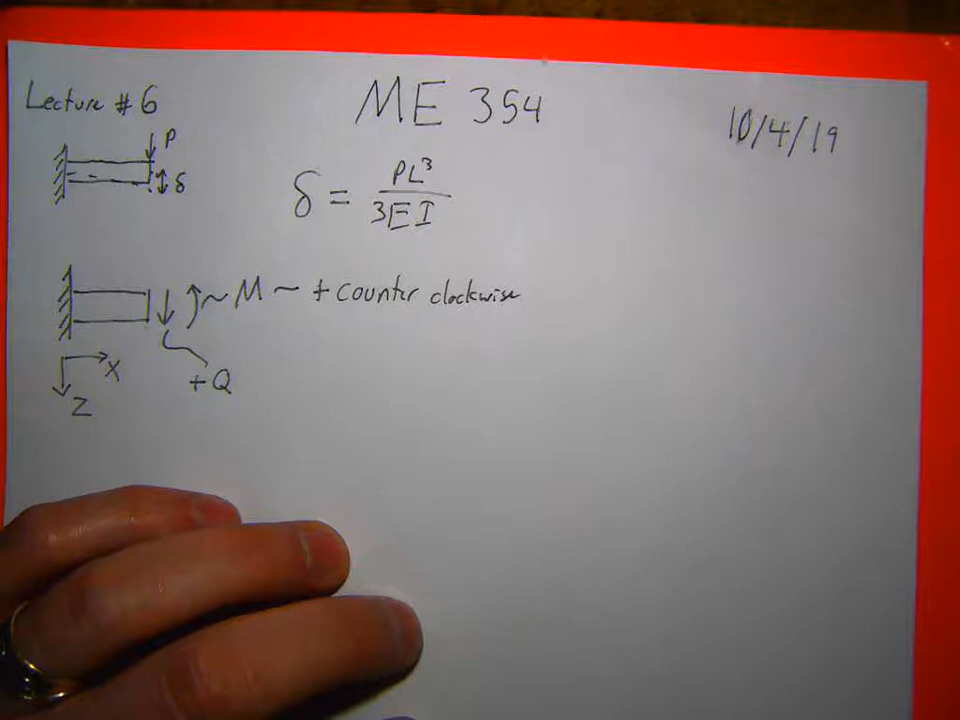 Lecture # 6
ME 354
10/4/19
P
δ
δ = PL³ / 3EI
~ M ~ + counter clockwise
X
Z
+ Q